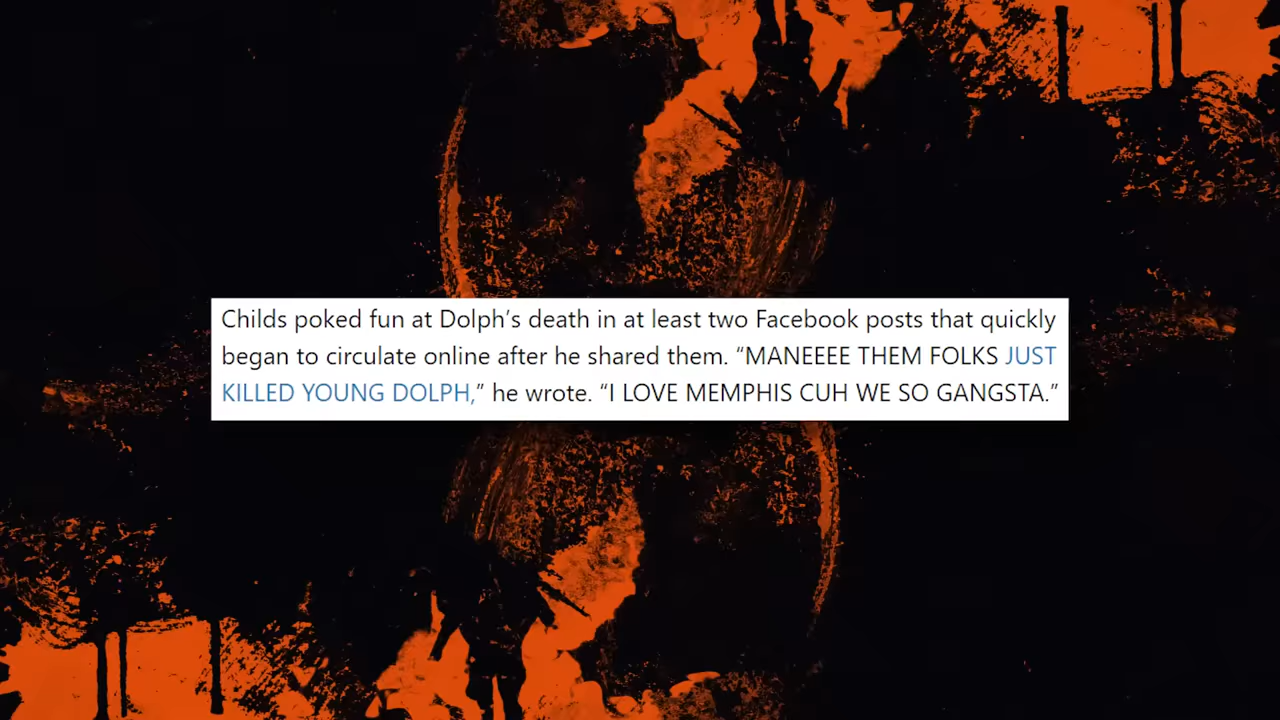 Childs poked fun at Dolph’s death in at least two Facebook posts that quickly
began to circulate online after he shared them. “MANEEEE THEM FOLKS JUST
KILLED YOUNG DOLPH,” he wrote. “I LOVE MEMPHIS CUH WE SO GANGSTA.”